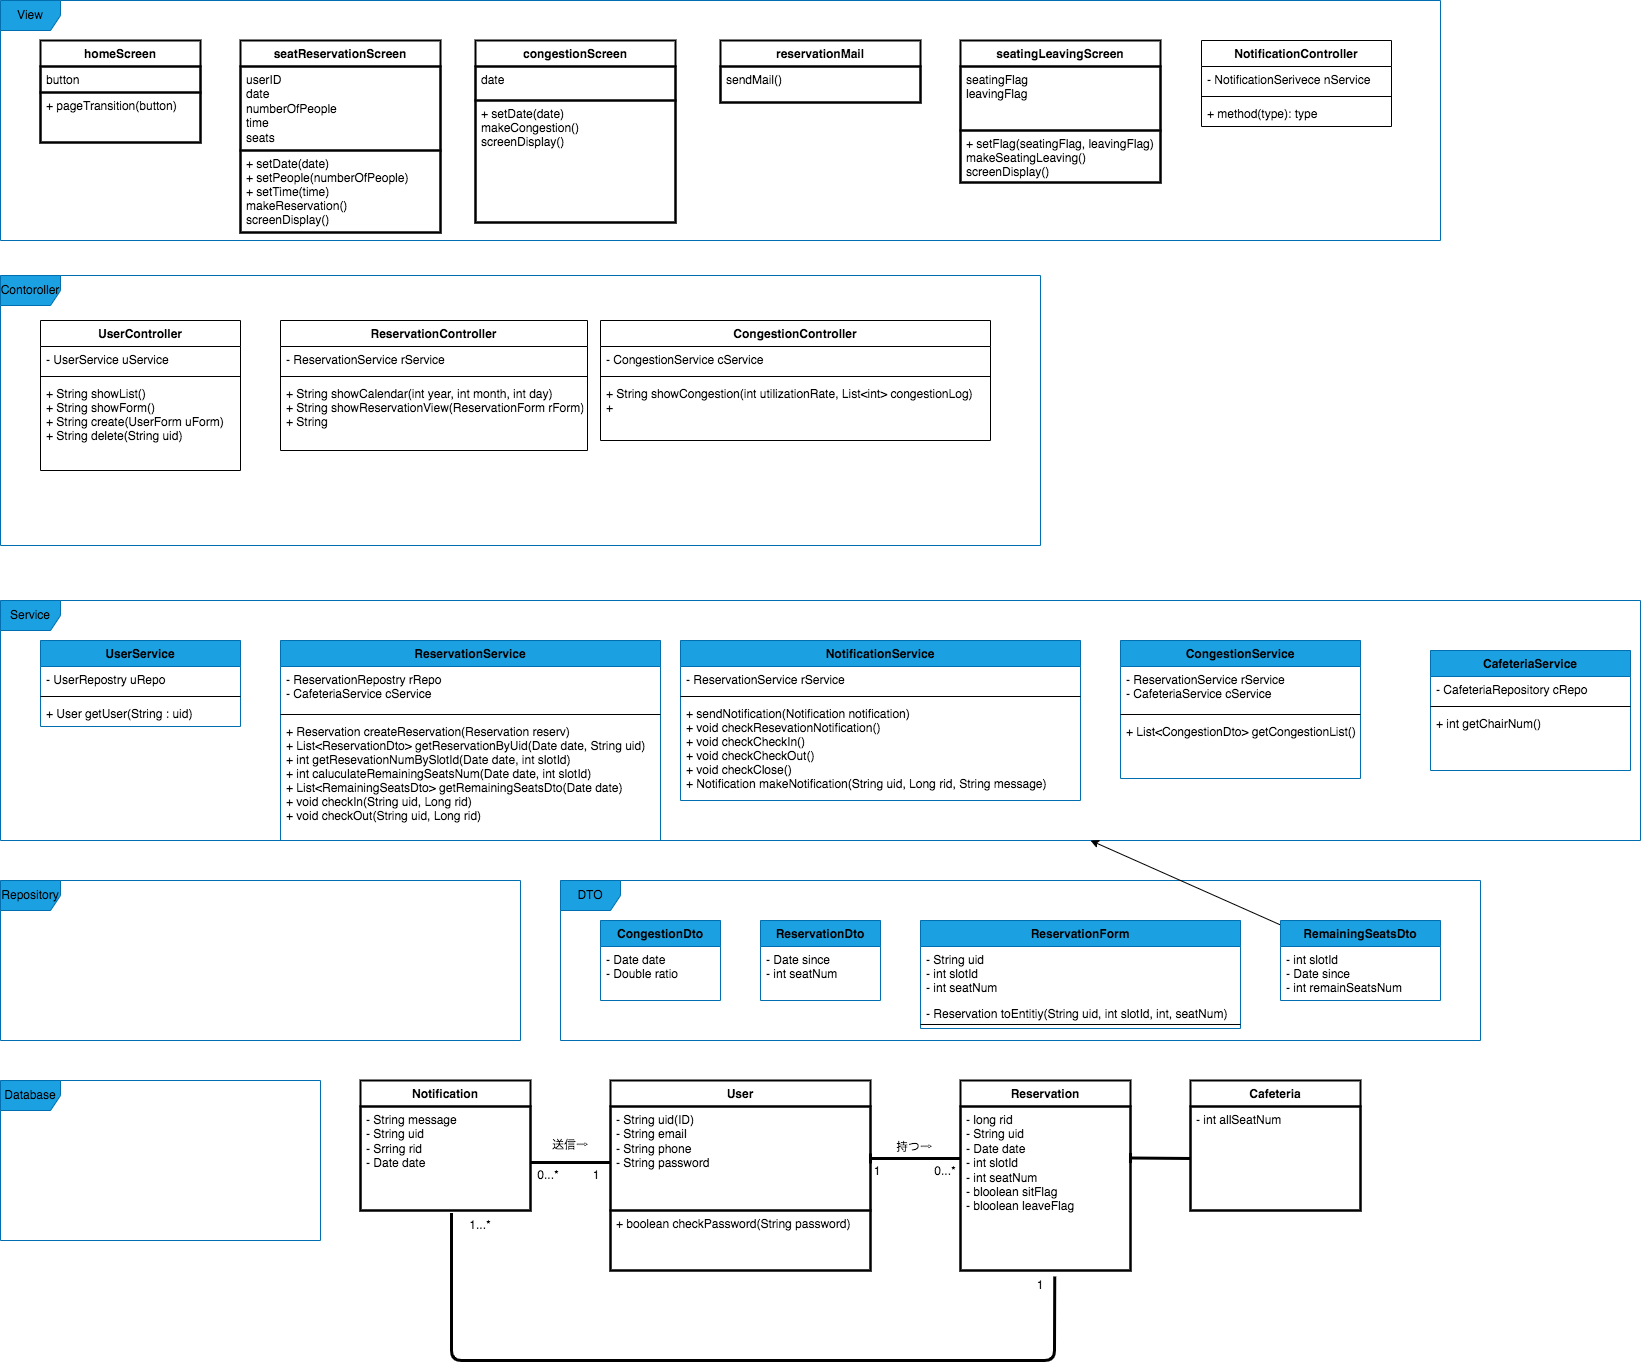 View
homeScreen
button
+ pageTransition(button)
seatReservationScreen
userID
date
numberOfPeople
time
seats
+ setDate(date)
+ setPeople(numberOfPeople)
+ setTime(time)
makeReservation()
screenDisplay()
congestionScreen
date
+ setDate(date)
makeCongestion()
screenDisplay()
reservationMail
sendMail()
seatingLeavingScreen
seatingFlag
leavingFlag
+ setFlag(seatingFlag, leavingFlag)
makeSeatingLeaving()
screenDisplay()
NotificationController
- NotificationSerivece nService
+ method(type): type
Contoroller
UserController
- UserService uService
+ String showList()
+ String showForm()
+ String create(UserForm uForm)
+ String delete(String uid)
ReservationController
- ReservationService rService
+ String showCalendar(int year, int month, int day)
+ String showReservationView(ReservationForm rForm)
+ String
CongestionController
- CongestionService cService
+ String showCongestion(int utilizationRate, List<int> congestionLog)
+
Service
UserService
- UserRepostry uRepo
+ User getUser(String : uid)
ReservationService
- ReservationRepostry rRepo
- CafeteriaService cService
+ Reservation createReservation(Reservation reserv)
+ List<ReservationDto> getReservationByUid(Date date, String uid)
+ int getResevationNumBySlotId(Date date, int slotId)
+ int caluculateRemainingSeatsNum(Date date, int slotId)
+ List<RemainingSeatsDto> getRemainingSeatsDto(Date date)
+ void checkIn(String uid, Long rid)
+ void checkOut(String uid, Long rid)
NotificationService
- ReservationService rService
+ sendNotification(Notification notification)
+ void checkResevationNotification()
+ void checkCheckIn()
+ void checkCheckOut()
+ void checkClose()
+ Notification makeNotification(String uid, Long rid, String message)
CongestionService
- ReservationService rService
- CafeteriaService cService
+ List<CongestionDto> getCongestionList()
CafeteriaService
- CafeteriaRepository cRepo
+ int getChairNum()
Repository
DTO
CongestionDto
- Date date
- Double ratio
ReservationDto
- Date since
- int seatNum
ReservationForm
- String uid
- int slotId
- int seatNum
- Reservation toEntitiy(String uid, int slotId, int, seatNum)
RemainingSeatsDto
- int slotId
- Date since
- int remainSeatsNum
Database
Notification
- String message
- String uid
- Srring rid
- Date date
送信→
0...*
1
1...*
User
- String uid(ID)
- String email
- String phone
- String password
+ boolean checkPassword(String password)
持つ→
1
0...*
Reservation
- long rid
- String uid
- Date date
- int slotId
- int seatNum
- bloolean sitFlag
- bloolean leaveFlag
1
Cafeteria
- int allSeatNum